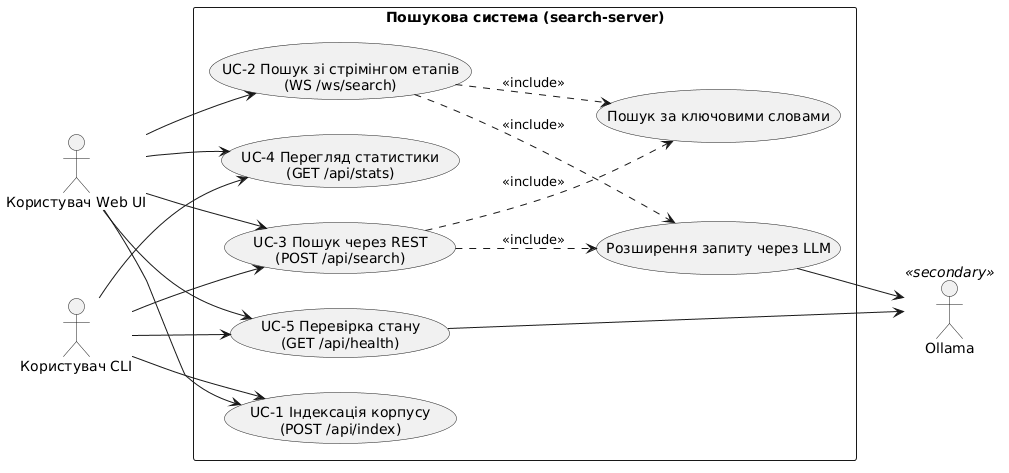 Пошукова система (search-server)
UC-2 Пошук зі стрімінгом етапів
(WS /ws/search)
«include»
Пошук за ключовими словами
«include»
UC-4 Перегляд статистики
(GET /api/stats)
Користувач Web UI
«include»
UC-3 Пошук через REST
(POST /api/search)
«include»
Розширення запиту через LLM
«secondary»
Ollama
UC-5 Перевірка стану
(GET /api/health)
Користувач CLI
UC-1 Індексація корпусу
(POST /api/index)